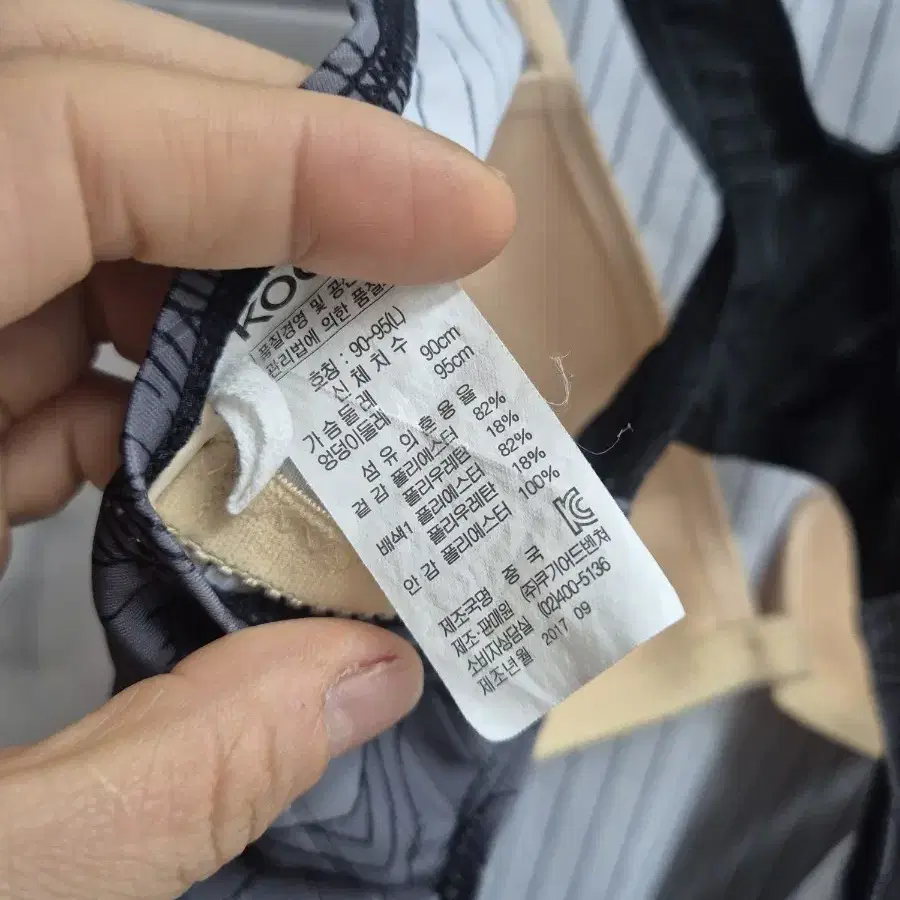 KOO
품질경영 및 공산
관리법에 의한 품질
호칭 : 90-95(L)
신체치수
가슴둘레 90cm
엉덩이둘레 95cm
섬유의혼용율
겉감 폴리에스터 82%
폴리우레탄 18%
배색1 폴리에스터 82%
폴리우레탄 18%
안감 폴리에스터 100%
제조국명 중국
제조·판매원 (주)쿠기어드벤쳐
소비자상담실 (02)400-5136
제조년월 2017 09